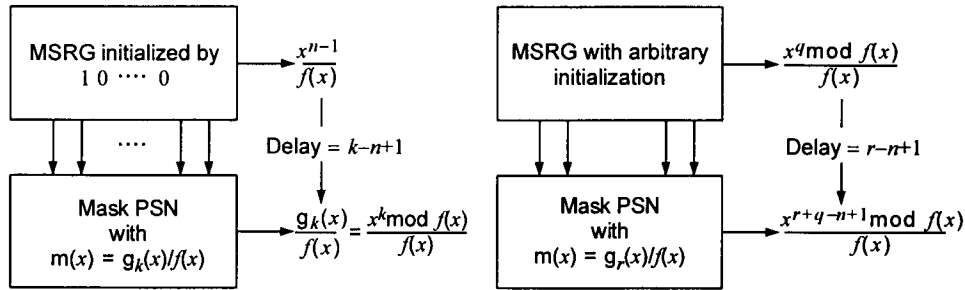 MSRG initialized by
1 0 ···· 0
x^{n-1}
f(x)
Delay = k-n+1
····
Mask PSN
with
m(x) = g_k(x)/f(x)
g_k(x)/f(x) = x^k mod f(x)/f(x)
MSRG with arbitrary
initialization
x^q mod f(x)
f(x)
Delay = r-n+1
Mask PSN
with
m(x) = g_r(x)/f(x)
x^{r+q-n+1} mod f(x)
f(x)